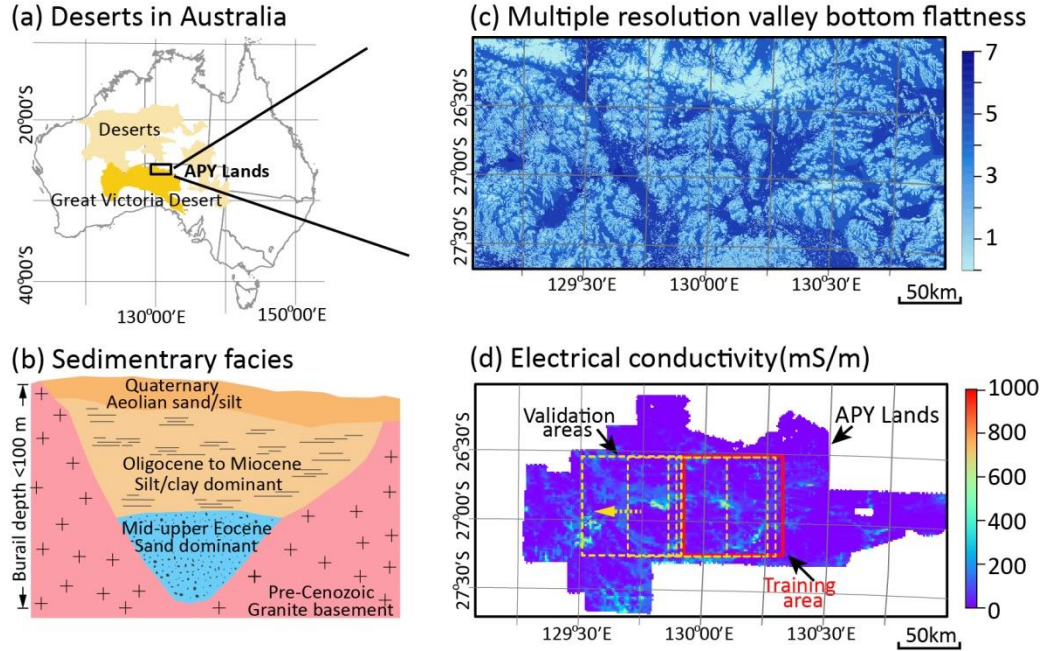 (a) Deserts in Australia
20°00'S
40°00'S
Deserts
APY Lands
Great Victoria Desert
130°00'E
150°00'E
(c) Multiple resolution valley bottom flattness
26°30'S
27°00'S
27°30'S
129°30'E
130°00'E
130°30'E
50km
7
5
3
1
(b) Sedimentrary facies
Burail depth <100 m
Quaternary
Aeolian sand/silt
Oligocene to Miocene
Silt/clay dominant
Mid-upper Eocene
Sand dominant
Pre-Cenozoic
Granite basement
(d) Electrical conductivity(mS/m)
26°30'S
27°00'S
27°30'S
Validation
areas
APY Lands
Training
area
129°30'E
130°00'E
130°30'E
50km
1000
800
600
400
200
0